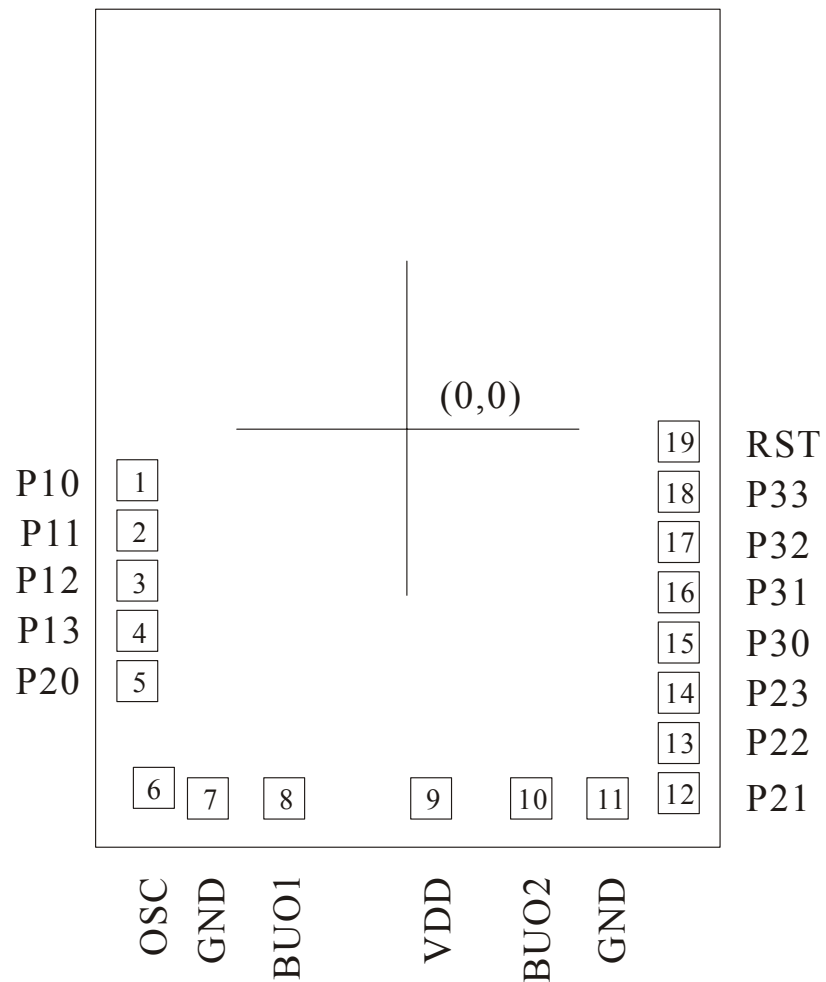 (0,0)
19 RST
P10 1
18 P33
P11 2
17 P32
P12 3
16 P31
P13 4
15 P30
P20 5
14 P23
13 P22
6 7 8 9 10 11 12 P21
OSC
GND
BUO1
VDD
BUO2
GND